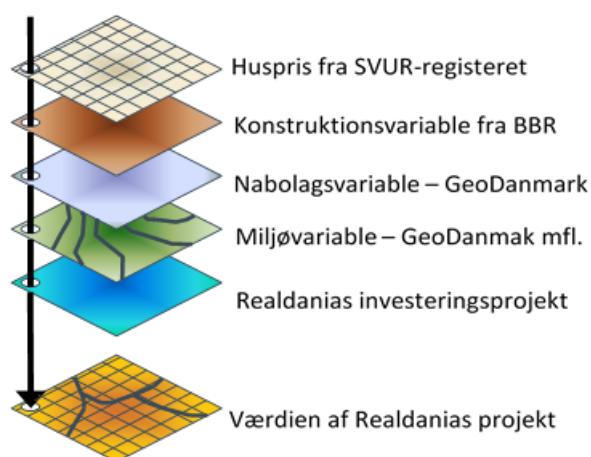 Huspris fra SVUR-registeret
Konstruktionsvariable fra BBR
Nabolagsvariable – GeoDanmark
Miljøvariable – GeoDanmak mfl.
Realdanias investeringsprojekt
Værdien af Realdanias projekt